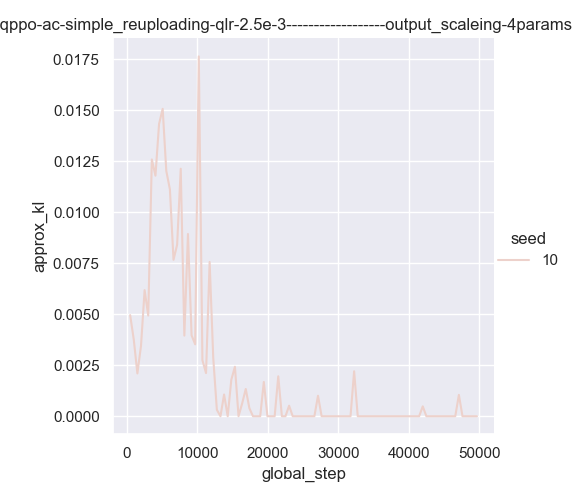 qppo-ac-simple_reuploading-qlr-2.5e-3------------------output_scaleing-4params
0.0175
0.0150
0.0125
0.0100
0.0075
0.0050
0.0025
0.0000
approx_kl
0 10000 20000 30000 40000 50000
global_step
seed
10